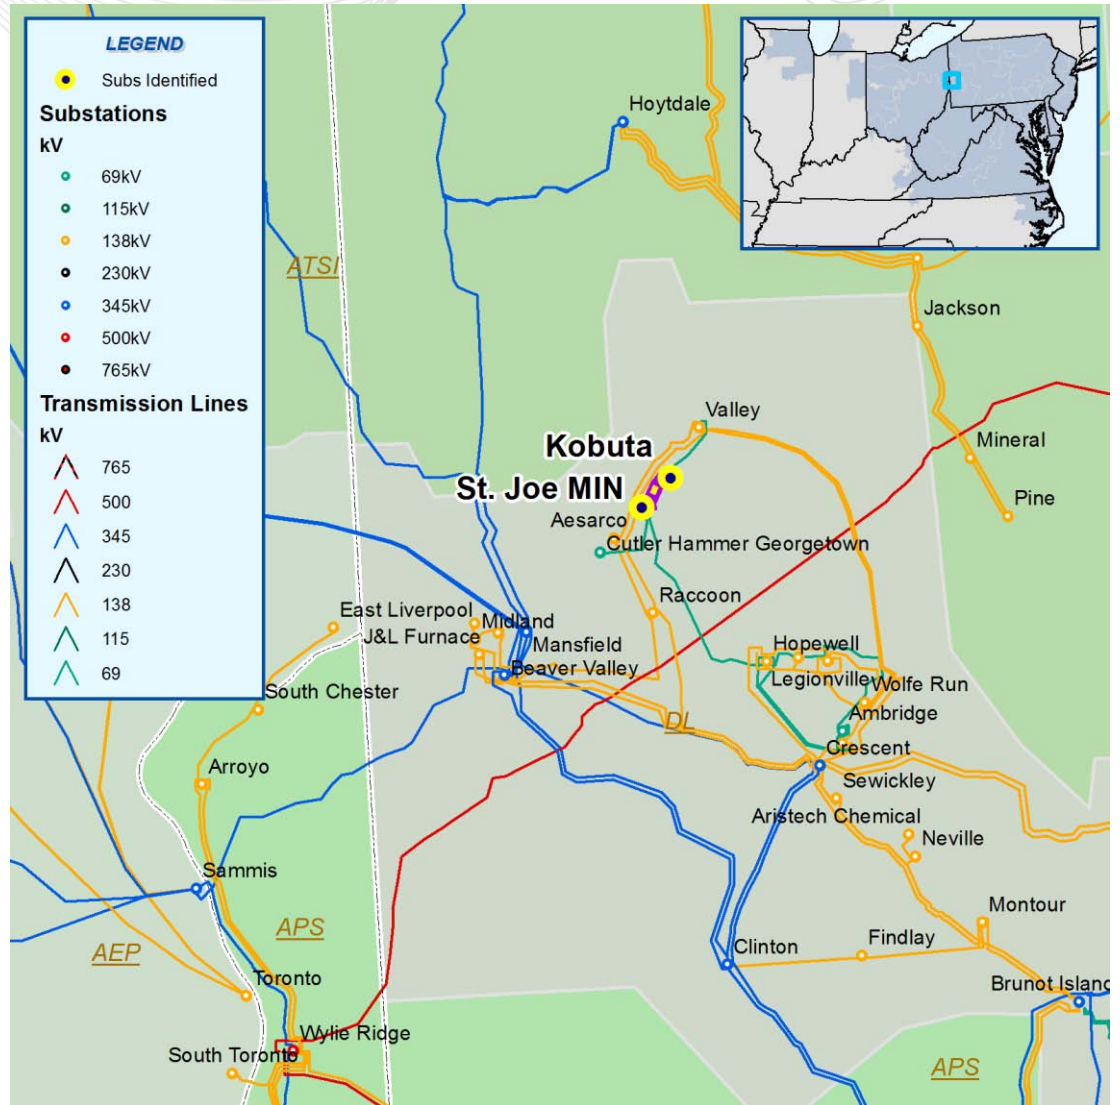 LEGEND
Subs Identified
Substations
kV
69kV
115kV
138kV
230kV
345kV
500kV
765kV
Transmission Lines
kV
765
500
345
230
138
115
69
Hoytdale
ATSI
Jackson
Mineral
Pine
Valley
Kobuta
St. Joe MIN
Aesarco
Cutler Hammer Georgetown
Raccoon
East Liverpool
Midland
J&L Furnace
Mansfield
Beaver Valley
Hopewell
Legionville
Wolfe Run
Ambridge
DL
Crescent
South Chester
Arroyo
Sewickley
Aristech Chemical
Neville
Sammis
APS
AEP
Montour
Findlay
Clinton
Toronto
Brunot Island
Wylie Ridge
South Toronto
APS